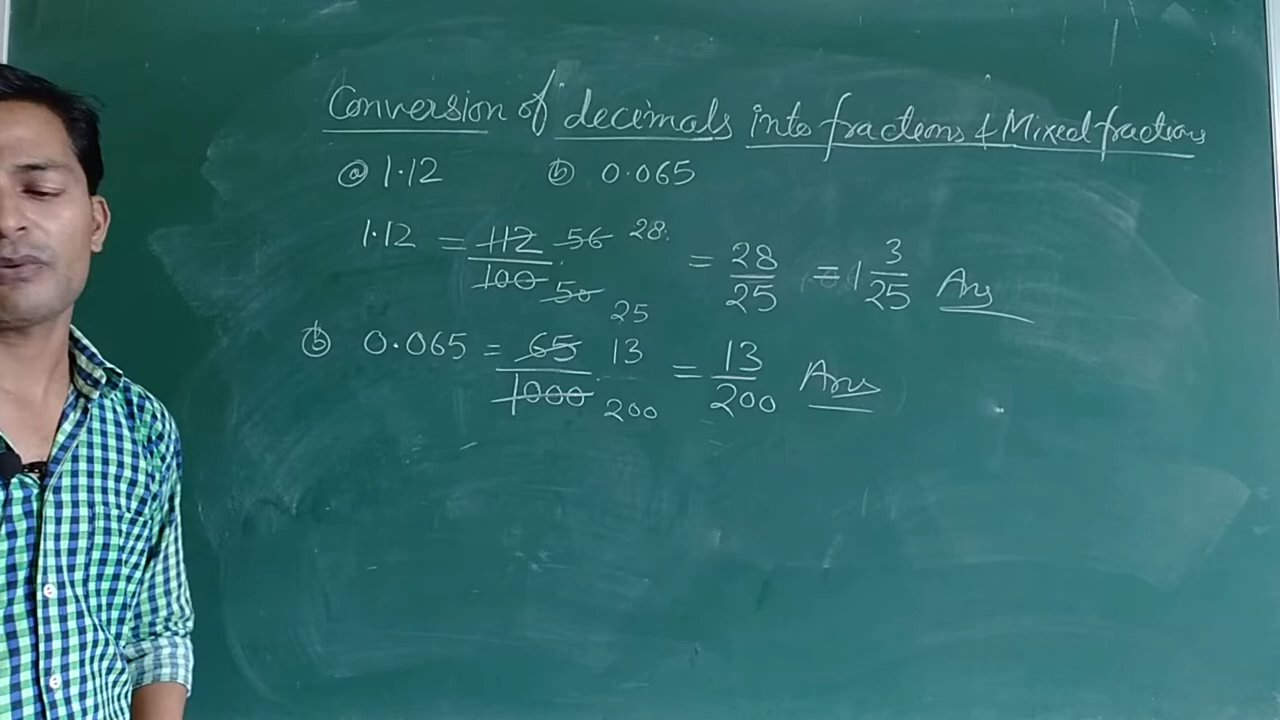 Conversion of decimals into fractions & Mixed fractions
ⓐ 1.12 ⓑ 0.065
1.12 = 112/100 56/50 28/25 = 28/25 = 1 3/25 Ans
ⓑ 0.065 = 65/1000 13/200 = 13/200 Ans